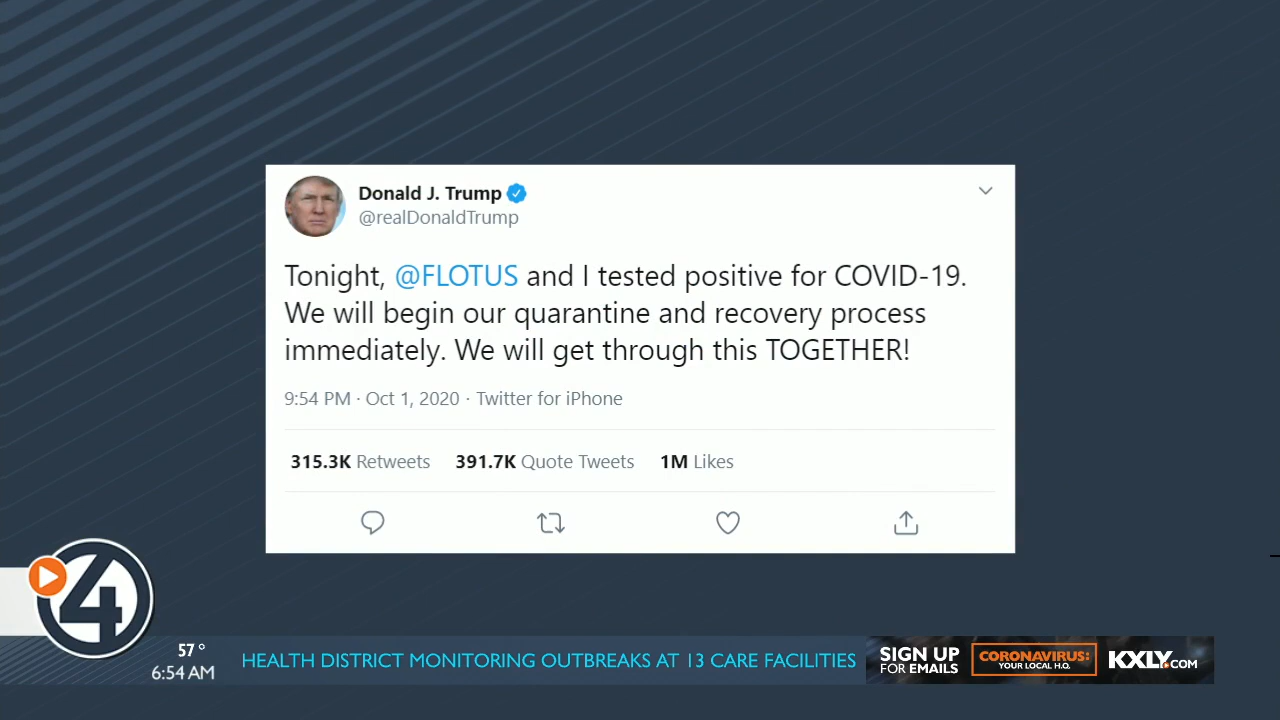 Donald J. Trump
@realDonaldTrump
Tonight, @FLOTUS and I tested positive for COVID-19.
We will begin our quarantine and recovery process
immediately. We will get through this TOGETHER!
9:54 PM · Oct 1, 2020 · Twitter for iPhone
315.3K Retweets 391.7K Quote Tweets 1M Likes
4
57°
6:54 AM
HEALTH DISTRICT MONITORING OUTBREAKS AT 13 CARE FACILITIES
SIGN UP
FOR EMAILS
CORONAVIRUS:
YOUR LOCAL H.Q.
KXLY.COM